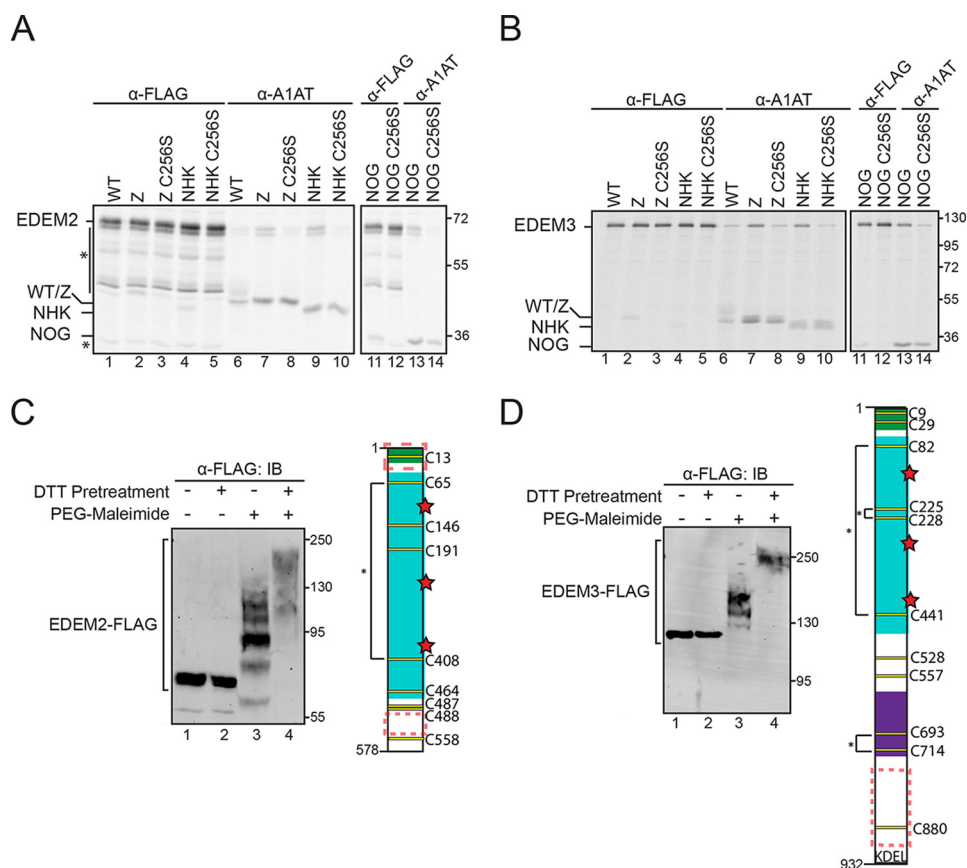 A
α-FLAG
α-A1AT
α-FLAG
α-A1AT
WT
Z
Z C256S
NHK
NHK C256S
WT
Z
Z C256S
NHK
NHK C256S
NOG
NOG C256S
NOG
NOG C256S
EDEM2
*
WT/Z
NHK
NOG
*
72
55
36
1 2 3 4 5 6 7 8 9 10 11 12 13 14
B
α-FLAG
α-A1AT
α-FLAG
α-A1AT
WT
Z
Z C256S
NHK
NHK C256S
WT
Z
Z C256S
NHK
NHK C256S
NOG
NOG C256S
NOG
NOG C256S
EDEM3
WT/Z
NHK
NOG
130
95
72
55
36
1 2 3 4 5 6 7 8 9 10 11 12 13 14
C
α-FLAG: IB
DTT Pretreatment - + - +
PEG-Maleimide - - + +
EDEM2-FLAG
250
130
95
55
1 2 3 4
1
C13
C65
C146
C191
*
C408
C464
C487
C488
C558
578
D
α-FLAG: IB
DTT Pretreatment - + - +
PEG-Maleimide - - + +
EDEM3-FLAG
250
130
95
1 2 3 4
1
C9
C29
C82
C225
*
C228
*
C441
C528
C557
C693
*
C714
C880
KDEL
932